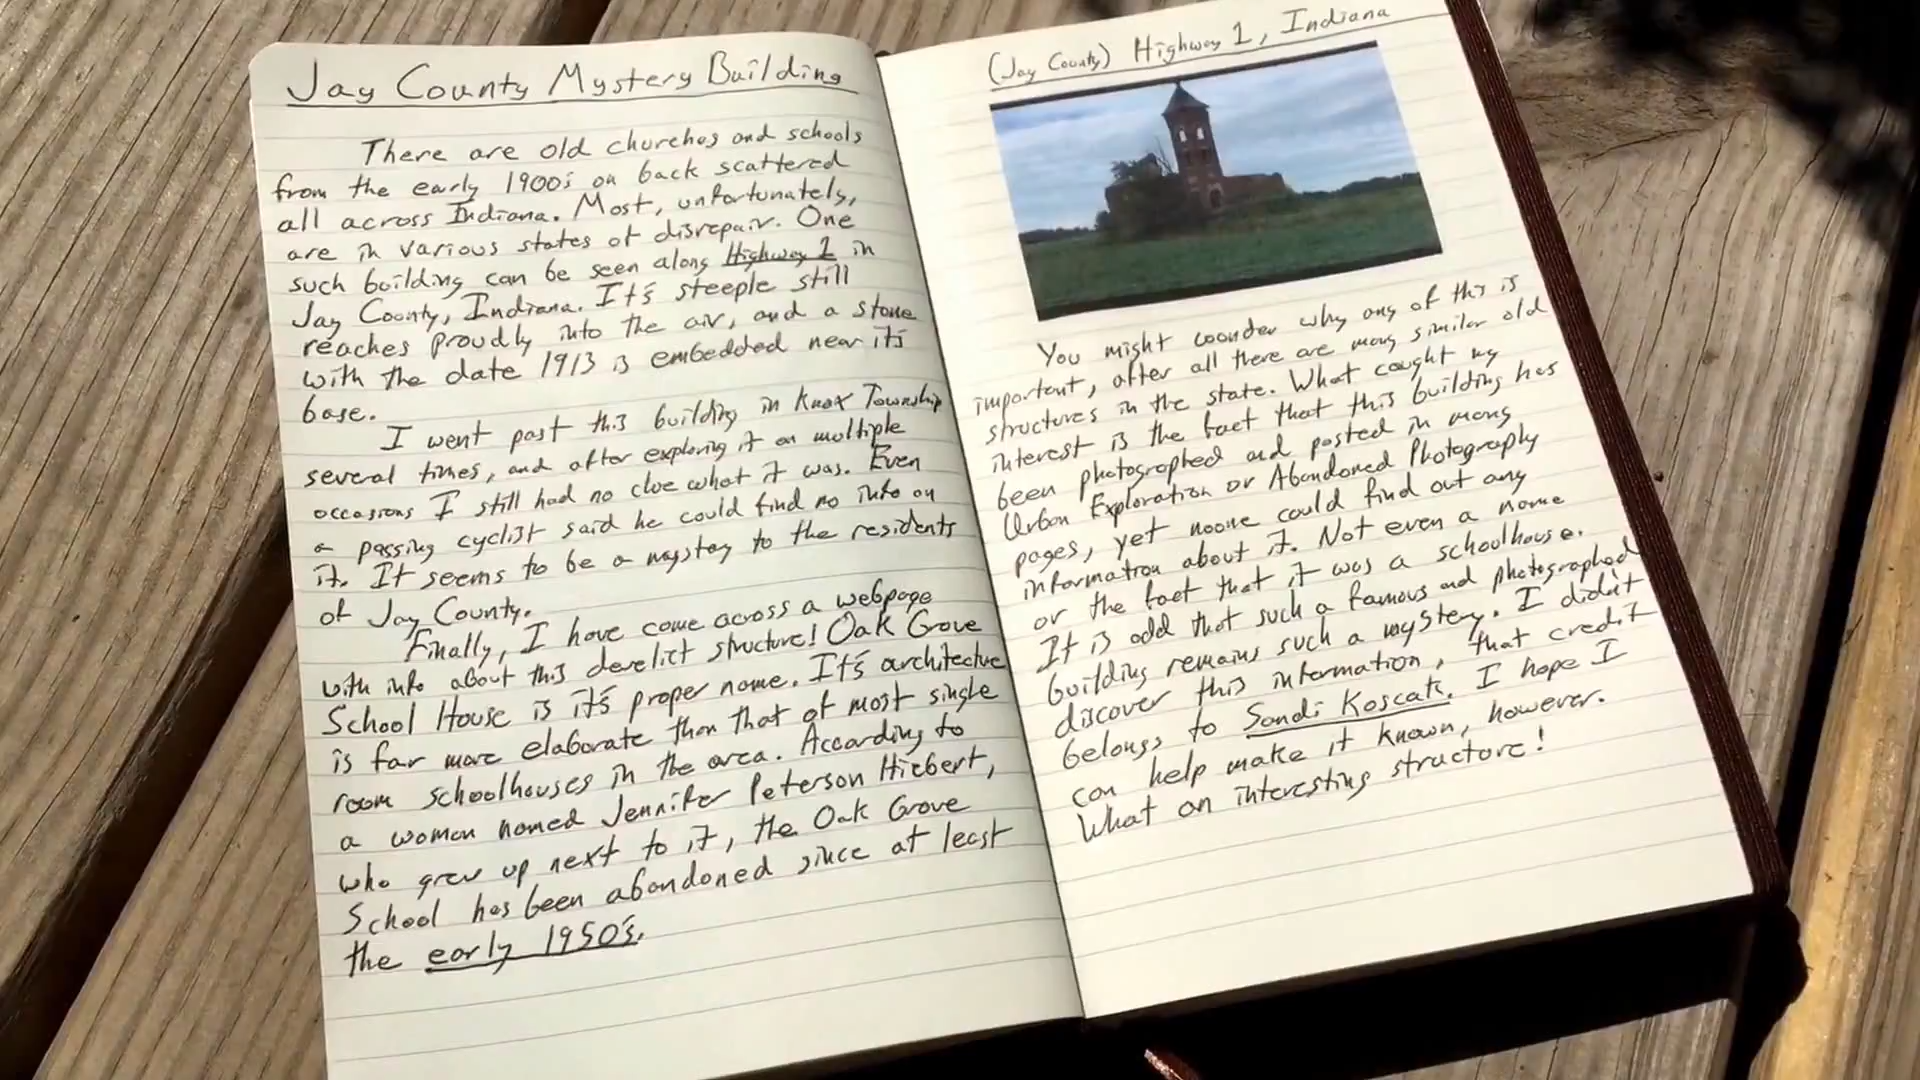 Jay County Mystery Building
There are old churches and schools
from the early 1900's on back scattered
all across Indiana. Most, unfortunately,
are in various states of disrepair. One
such building can be seen along Highway 1 in
Jay County, Indiana. It's steeple still
reaches proudly into the air, and a stone
with the date 1913 is embedded near it's
base.
I went past this building in Knox Township
several times, and after exploring it on multiple
occasions I still had no clue what it was. Even
a passing cyclist said he could find no info on
it. It seems to be a mystery to the residents
of Jay County.
Finally, I have come across a webpage
with info about this develict structure! Oak Grove
School House is it's proper name. It's architecture
is far more elaborate than that of most single
room schoolhouses in the area. According to
a woman named Jennifer Peterson Hiebert,
who grew up next to it, the Oak Grove
School has been abandoned since at least
the early 1950's.
(Jay County) Highway 1, Indiana
You might wonder why any of this is
important, after all there are many similar old
structures in the state. What caught my
interest is the fact that this building has
been photographed and posted in many
Urban Exploration or Abandoned Photography
pages, yet noone could find out any
information about it. Not even a name
or the fact that it was a schoolhouse.
It is odd that such a famous and photographed
building remains such a mystery. I didn't
discover this information, that credit
belongs to Sandi Koscak. I hope I
can help make it known, however.
What an interesting structure!